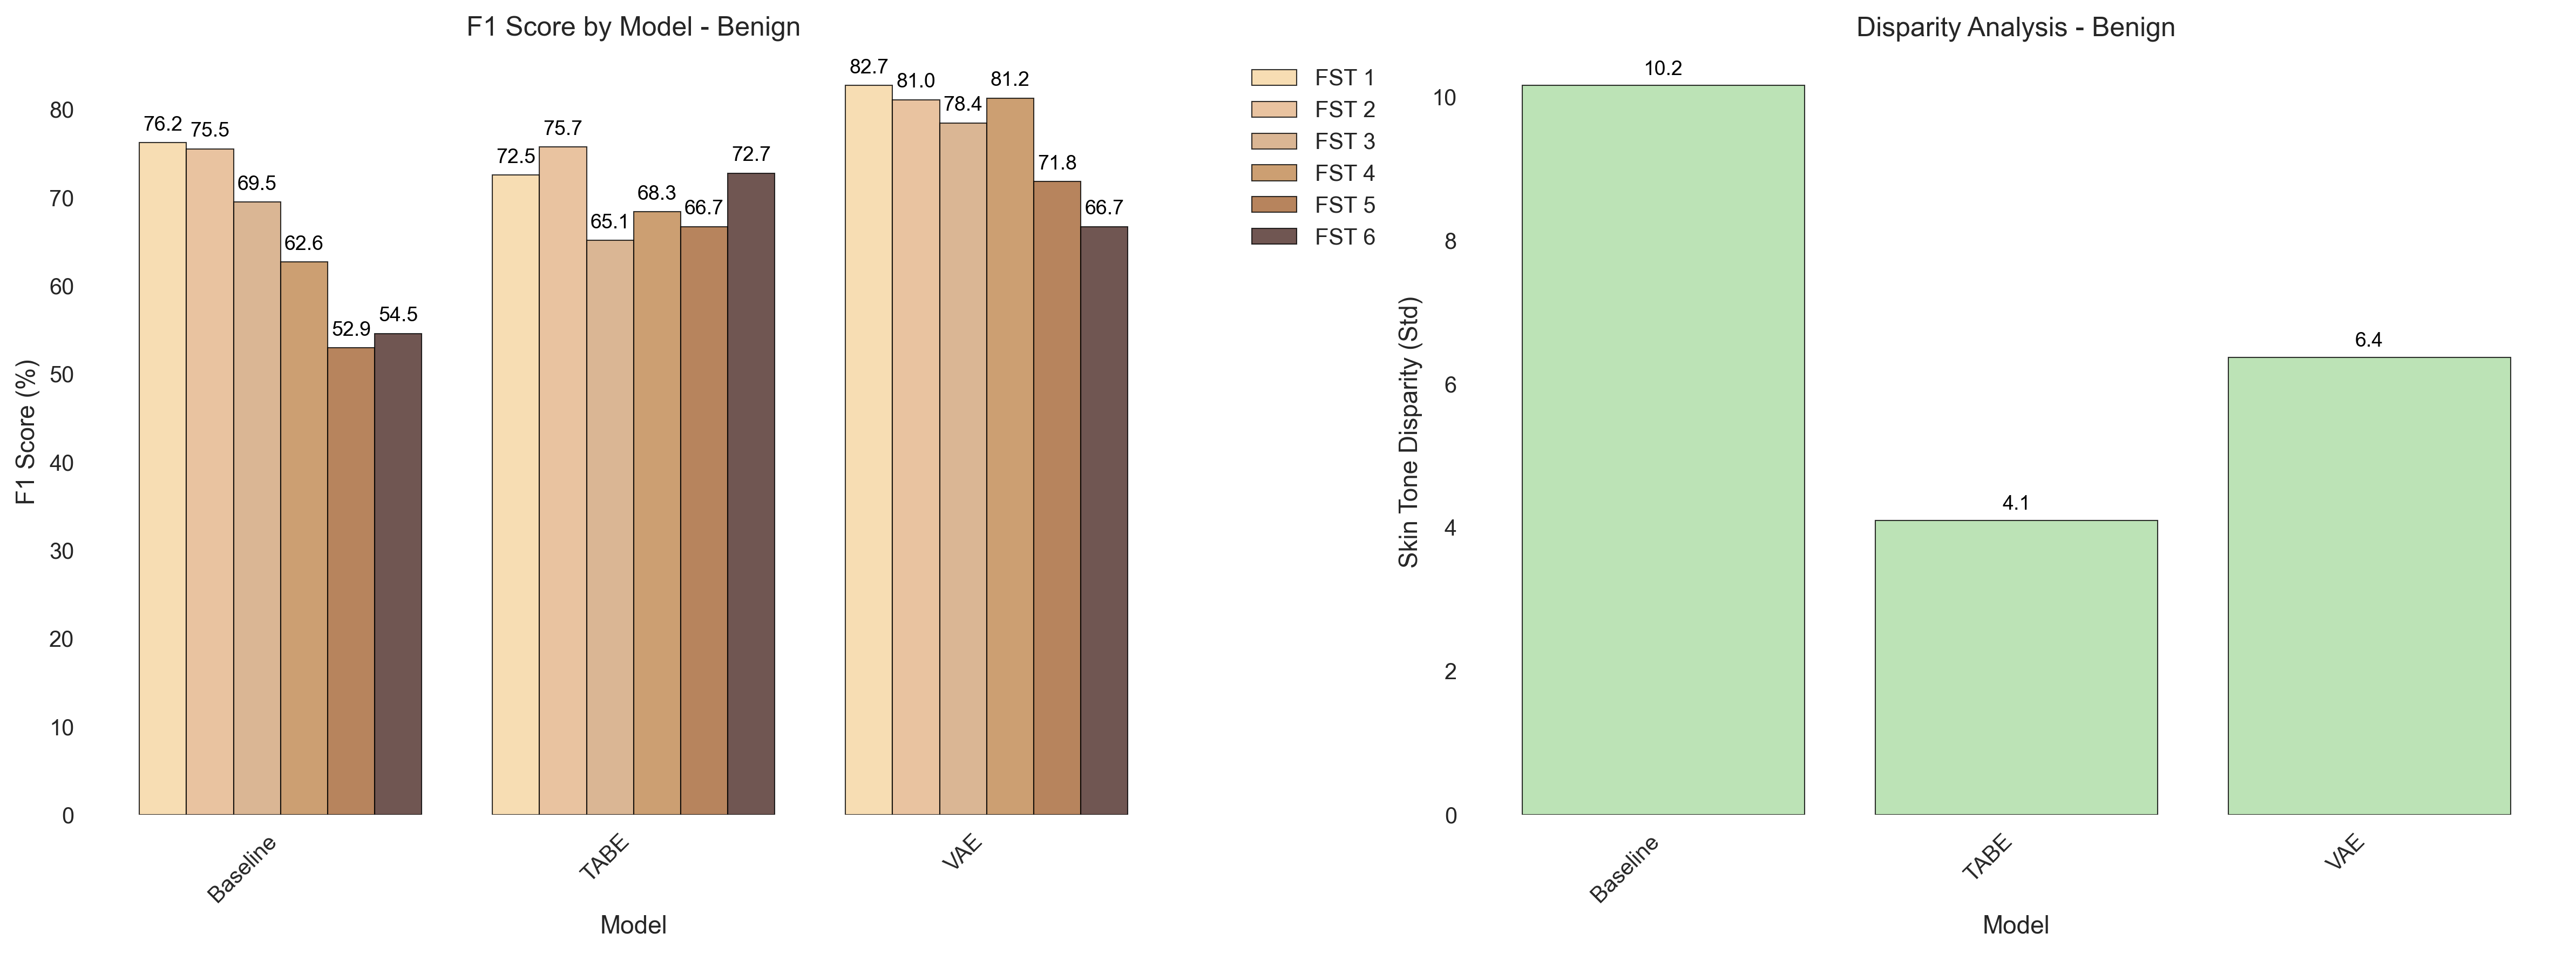 F1 Score by Model - Benign
F1 Score (%)
80
70
60
50
40
30
20
10
0
76.2
75.5
69.5
62.6
52.9
54.5
72.5
75.7
65.1
68.3
66.7
72.7
82.7
81.0
78.4
81.2
71.8
66.7
Baseline
TABE
VAE
Model
FST 1
FST 2
FST 3
FST 4
FST 5
FST 6
Disparity Analysis - Benign
Skin Tone Disparity (Std)
10
8
6
4
2
0
10.2
4.1
6.4
Baseline
TABE
VAE
Model